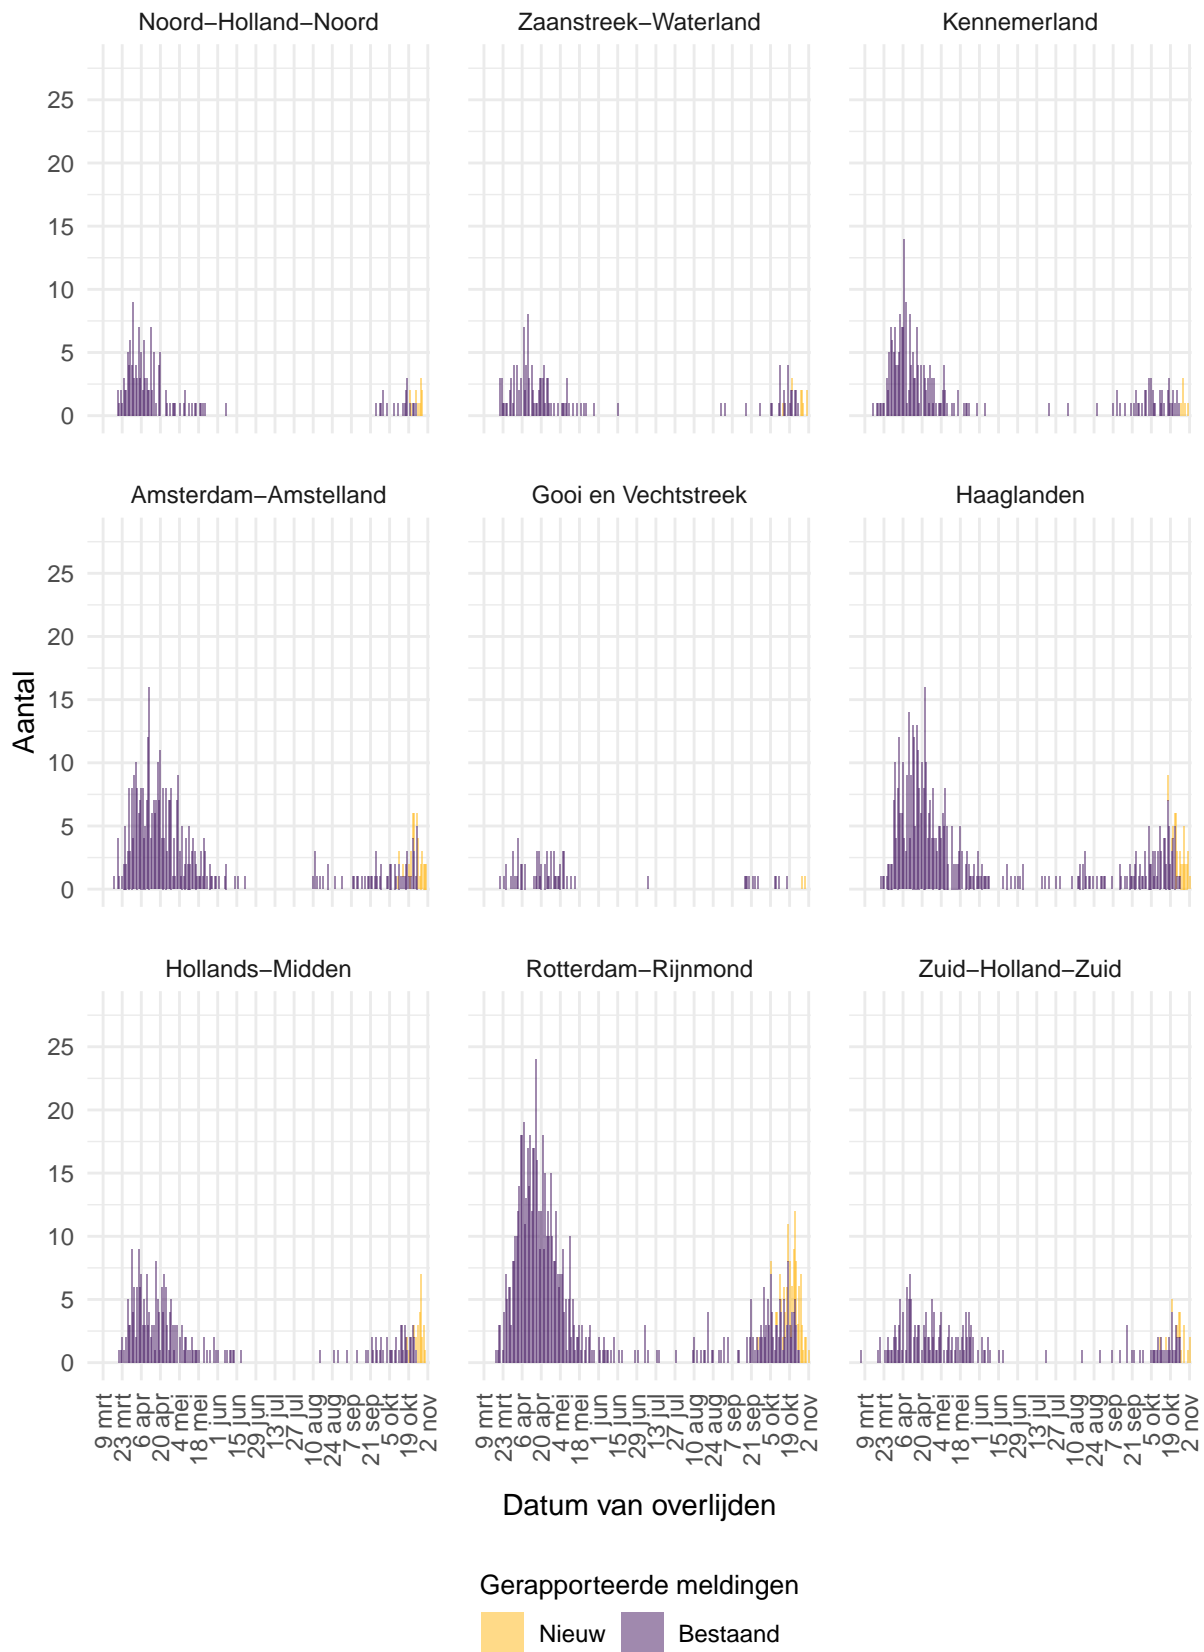 Noord−Holland−Noord
Zaanstreek−Waterland
Kennemerland
25
20
15
10
5
0
Amsterdam−Amstelland
Gooi en Vechtstreek
Haaglanden
25
20
15
10
5
0
Aantal
Hollands−Midden
Rotterdam−Rijnmond
Zuid−Holland−Zuid
25
20
15
10
5
0
9 mrt
23 mrt
6 apr
20 apr
4 mei
18 mei
1 jun
15 jun
29 jun
13 jul
27 jul
10 aug
24 aug
7 sep
21 sep
5 okt
19 okt
2 nov
9 mrt
23 mrt
6 apr
20 apr
4 mei
18 mei
1 jun
15 jun
29 jun
13 jul
27 jul
10 aug
24 aug
7 sep
21 sep
5 okt
19 okt
2 nov
9 mrt
23 mrt
6 apr
20 apr
4 mei
18 mei
1 jun
15 jun
29 jun
13 jul
27 jul
10 aug
24 aug
7 sep
21 sep
5 okt
19 okt
2 nov
Datum van overlijden
Gerapporteerde meldingen
Nieuw
Bestaand